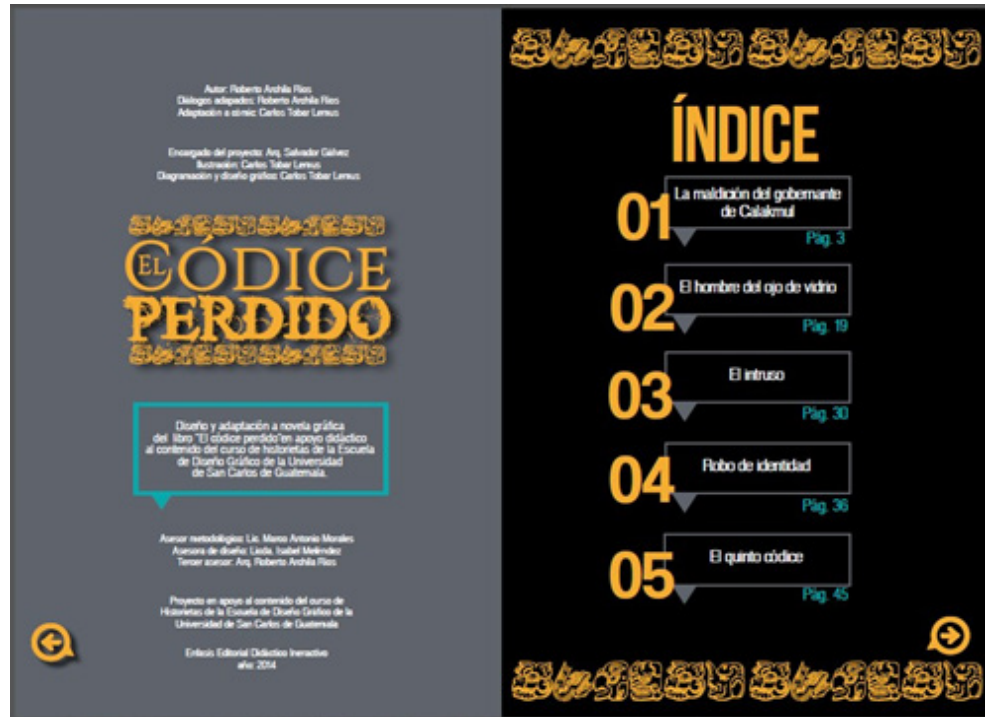 Autor: Roberto Archila Ríos
Diálogos adapados: Roberto Archila Ríos
Adaptación a cómic: Carlos Tobar Lemus
Encargado del proyecto: Arq. Salvador Gálvez
Ilustración: Carlos Tobar Lemus
Diagramación y diseño gráfico: Carlos Tobar Lemus
EL CÓDICE
PERDIDO
Diseño y adaptación a novela gráfica
del libro "El códice perdido"en apoyo didáctico
al contenido del curso de historietas de la Escuela
de Diseño Gráfico de la Universidad
de San Carlos de Guatemala.
Asesor metodológico: Lic. Marco Antonio Morales
Asesora de diseño: Licda. Isabel Meléndez
Tercer asesor: Arq. Roberto Archila Ríos
Proyecto en apoyo al contenido del curso de
Historietas de la Escuela de Diseño Gráfico de la
Universidad de San Carlos de Guatemala
Enfasis Editorial Didáctico Ineractivo
año: 2014
ÍNDICE
01
La maldición del gobernante
de Calakmul
Pág. 3
02
El hombre del ojo de vidrio
Pág. 19
03
El intruso
Pág. 30
04
Robo de identidad
Pág. 36
05
El quinto códice
Pág. 45